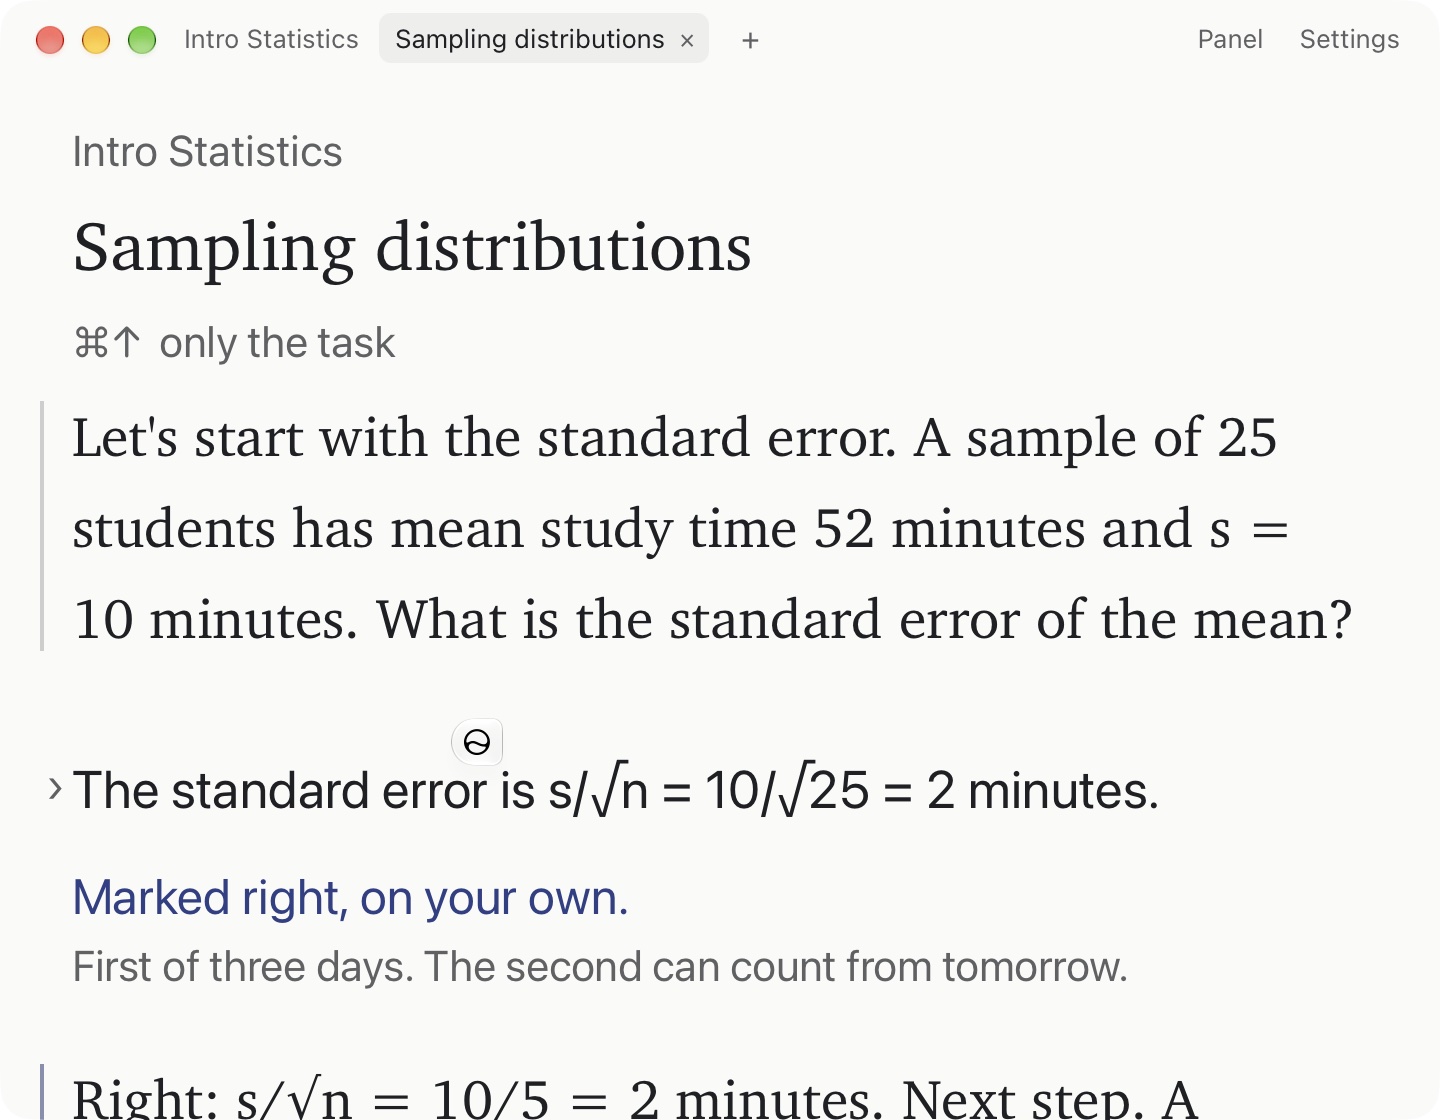 Intro Statistics
Sampling distributions ×
+
Panel
Settings
Intro Statistics
Sampling distributions
⌘↑ only the task
Let's start with the standard error. A sample of 25
students has mean study time 52 minutes and s =
10 minutes. What is the standard error of the mean?
› The standard error is s/√n = 10/√25 = 2 minutes.
Marked right, on your own.
First of three days. The second can count from tomorrow.
Right: s/√n = 10/5 = 2 minutes. Next step. A